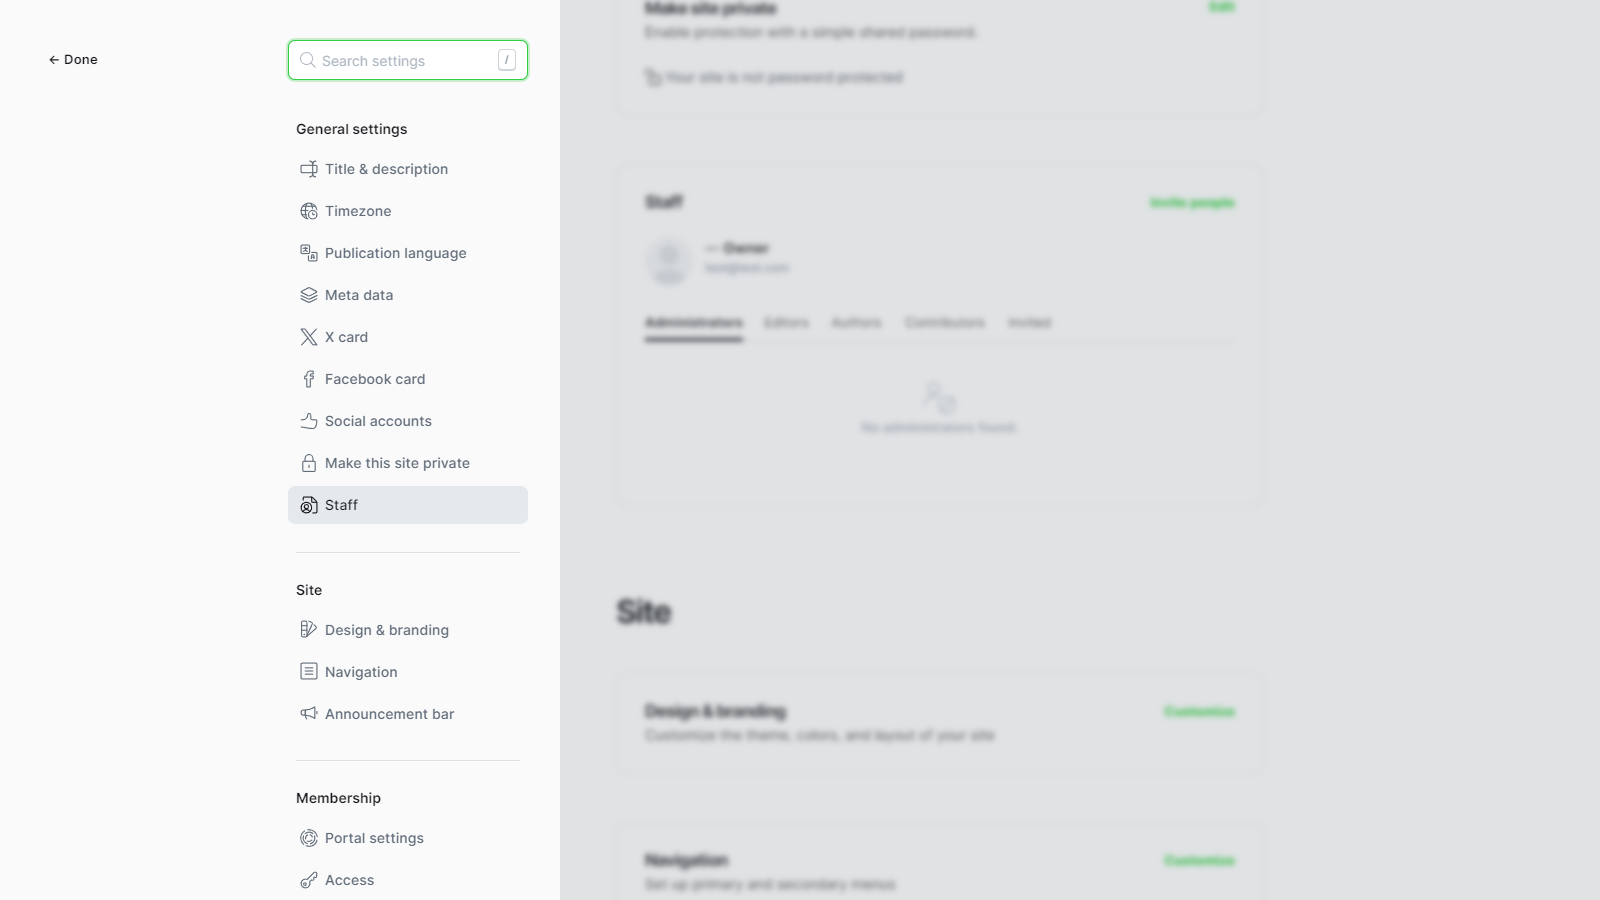 ← Done
Search settings /
General settings
Title & description
Timezone
Publication language
Meta data
X card
Facebook card
Social accounts
Make this site private
Staff
Site
Design & branding
Navigation
Announcement bar
Membership
Portal settings
Access
Make site private
Edit
Enable protection with a simple shared password.
Your site is not password protected
Staff
Invite people
— Owner
test@test.com
Administrators Editors Authors Contributors Invited
No administrators found.
Site
Design & branding
Customize
Customize the theme, colors, and layout of your site
Navigation
Customize
Set up primary and secondary menus